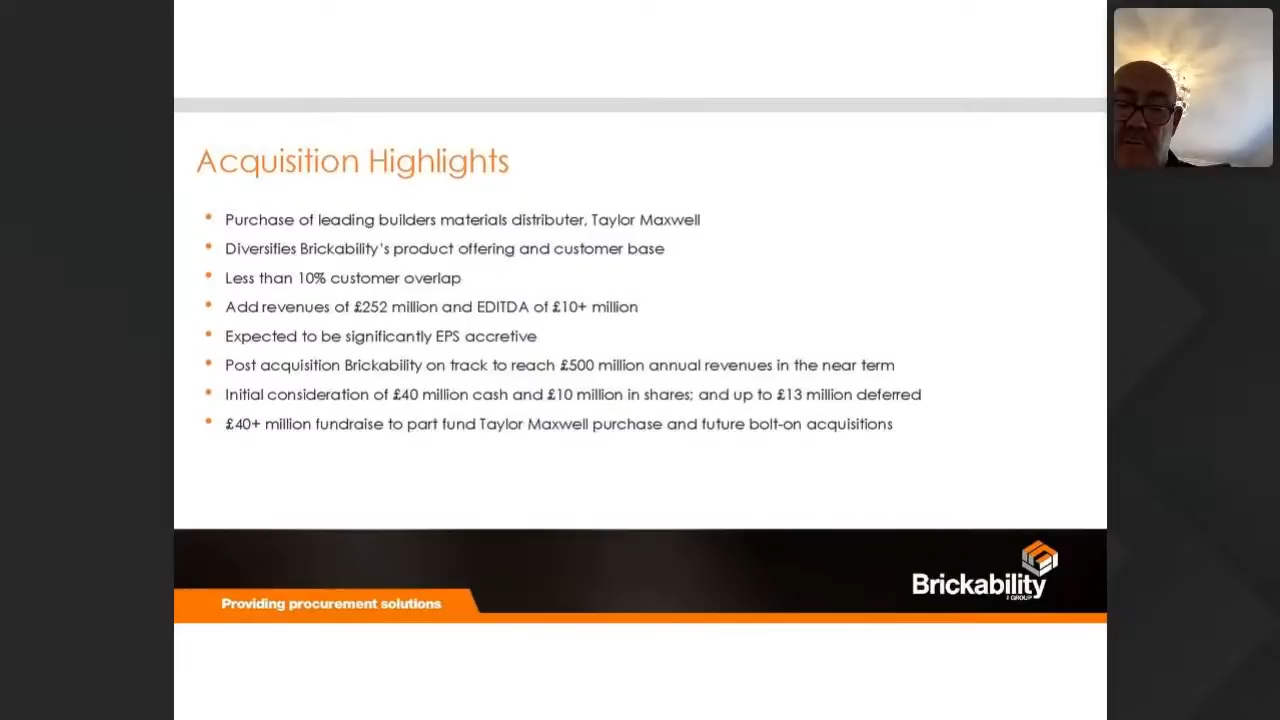 Acquisition Highlights
• Purchase of leading builders materials distributer, Taylor Maxwell
• Diversifies Brickability's product offering and customer base
• Less than 10% customer overlap
• Add revenues of £252 million and EDITDA of £10+ million
• Expected to be significantly EPS accretive
• Post acquisition Brickability on track to reach £500 million annual revenues in the near term
• Initial consideration of £40 million cash and £10 million in shares; and up to £13 million deferred
• £40+ million fundraise to part fund Taylor Maxwell purchase and future bolt-on acquisitions
Brickability
GROUP
Providing procurement solutions